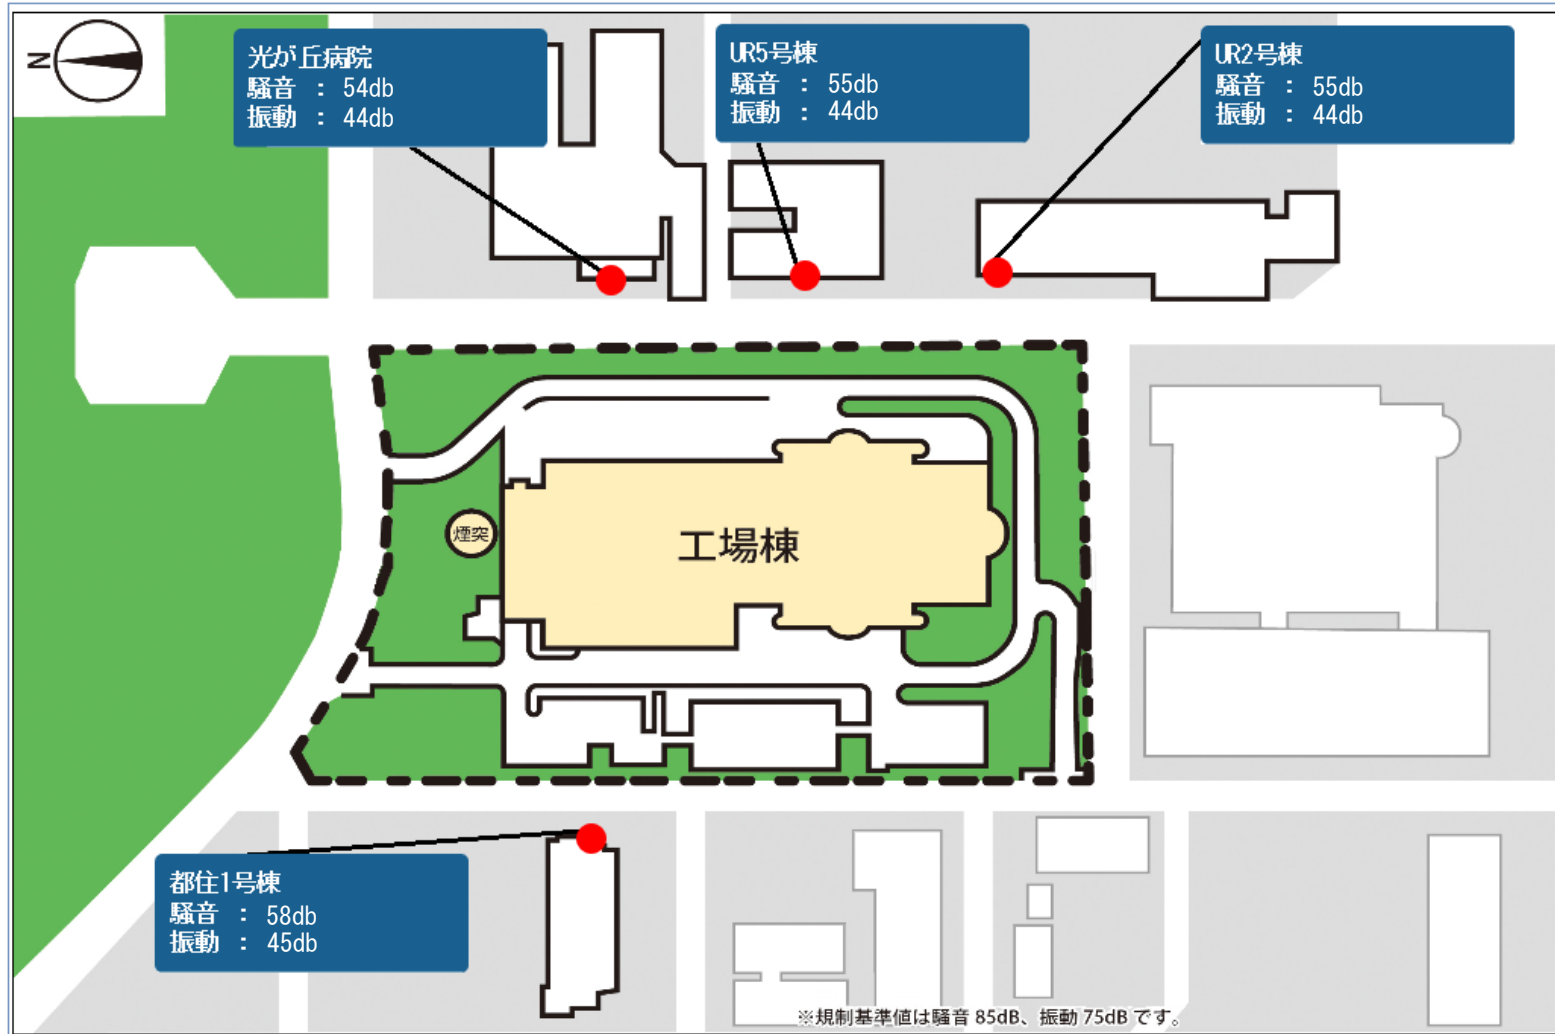 N
光が丘病院
騒音 ： 54db
振動 ： 44db
UR5号棟
騒音 ： 55db
振動 ： 44db
UR2号棟
騒音 ： 55db
振動 ： 44db
煙突
工場棟
都住1号棟
騒音 ： 58db
振動 ： 45db
※規制基準値は騒音 85dB、振動 75dB です。